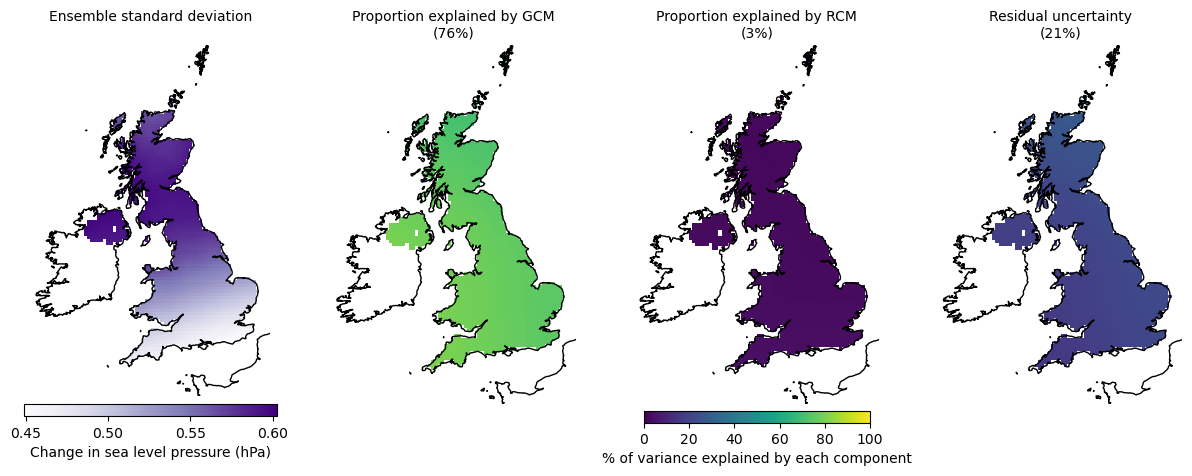 Ensemble standard deviation
Proportion explained by GCM
(76%)
Proportion explained by RCM
(3%)
Residual uncertainty
(21%)
0.45 0.50 0.55 0.60
Change in sea level pressure (hPa)
0 20 40 60 80 100
% of variance explained by each component